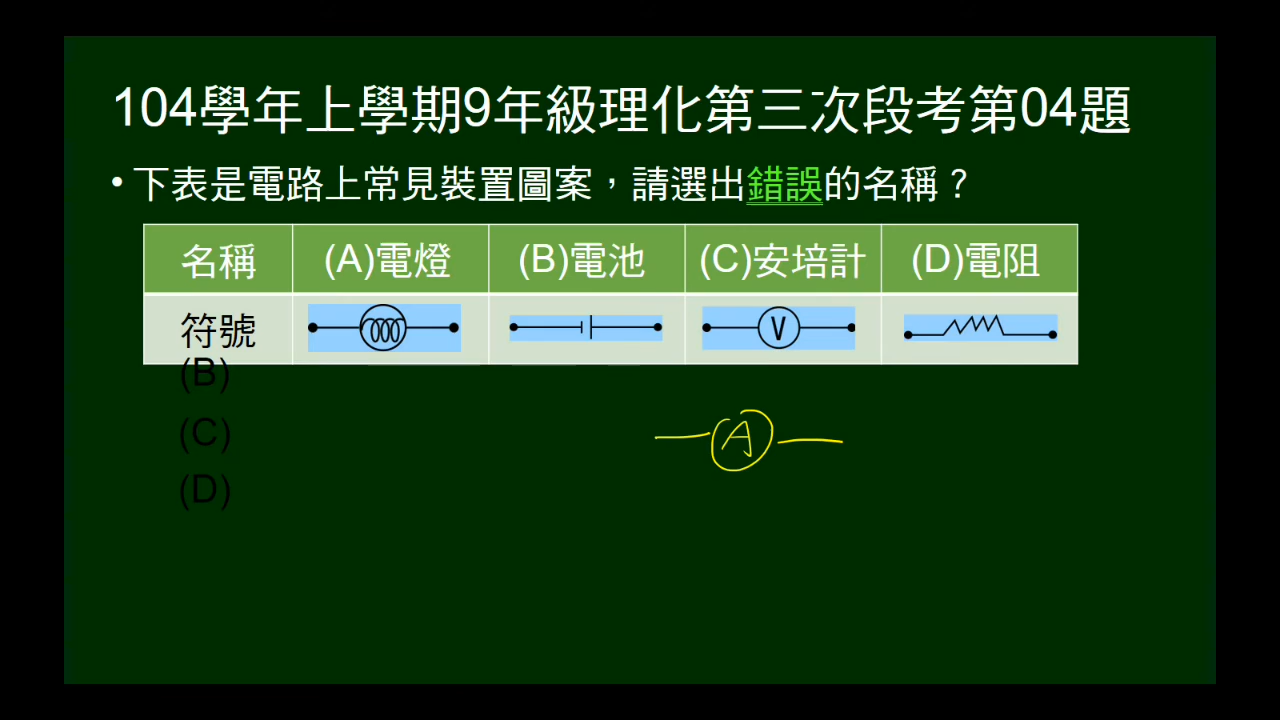 104學年上學期9年級理化第三次段考第04題
• 下表是電路上常見裝置圖案，請選出錯誤的名稱？
名稱 (A)電燈 (B)電池 (C)安培計 (D)電阻
符號 V
(B)
(C)
A
(D)